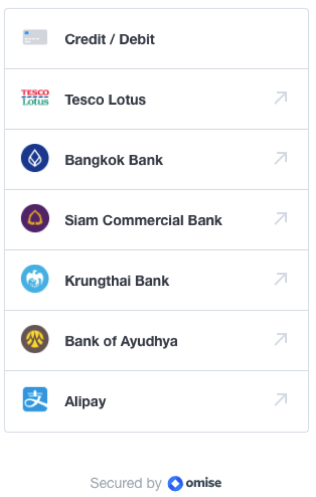 Credit / Debit
TESCO
Lotus
Tesco Lotus
Bangkok Bank
Siam Commercial Bank
Krungthai Bank
Bank of Ayudhya
支
Alipay
Secured by omise